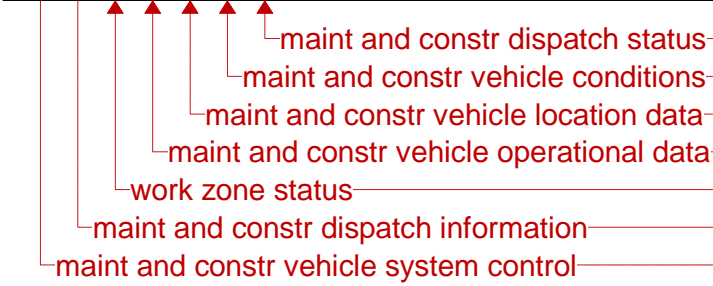 maint and constr dispatch status
maint and constr vehicle conditions
maint and constr vehicle location data
maint and constr vehicle operational data
work zone status
maint and constr dispatch information
maint and constr vehicle system control